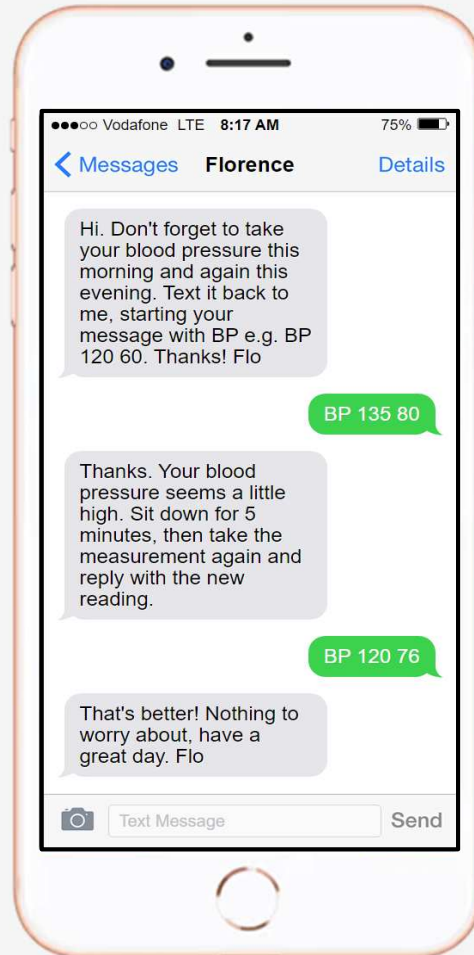 Vodafone LTE 8:17 AM 75%
Messages Florence Details
Hi. Don't forget to take
your blood pressure this
morning and again this
evening. Text it back to
me, starting your
message with BP e.g. BP
120 60. Thanks! Flo
BP 135 80
Thanks. Your blood
pressure seems a little
high. Sit down for 5
minutes, then take the
measurement again and
reply with the new
reading.
BP 120 76
That's better! Nothing to
worry about, have a
great day. Flo
Text Message Send